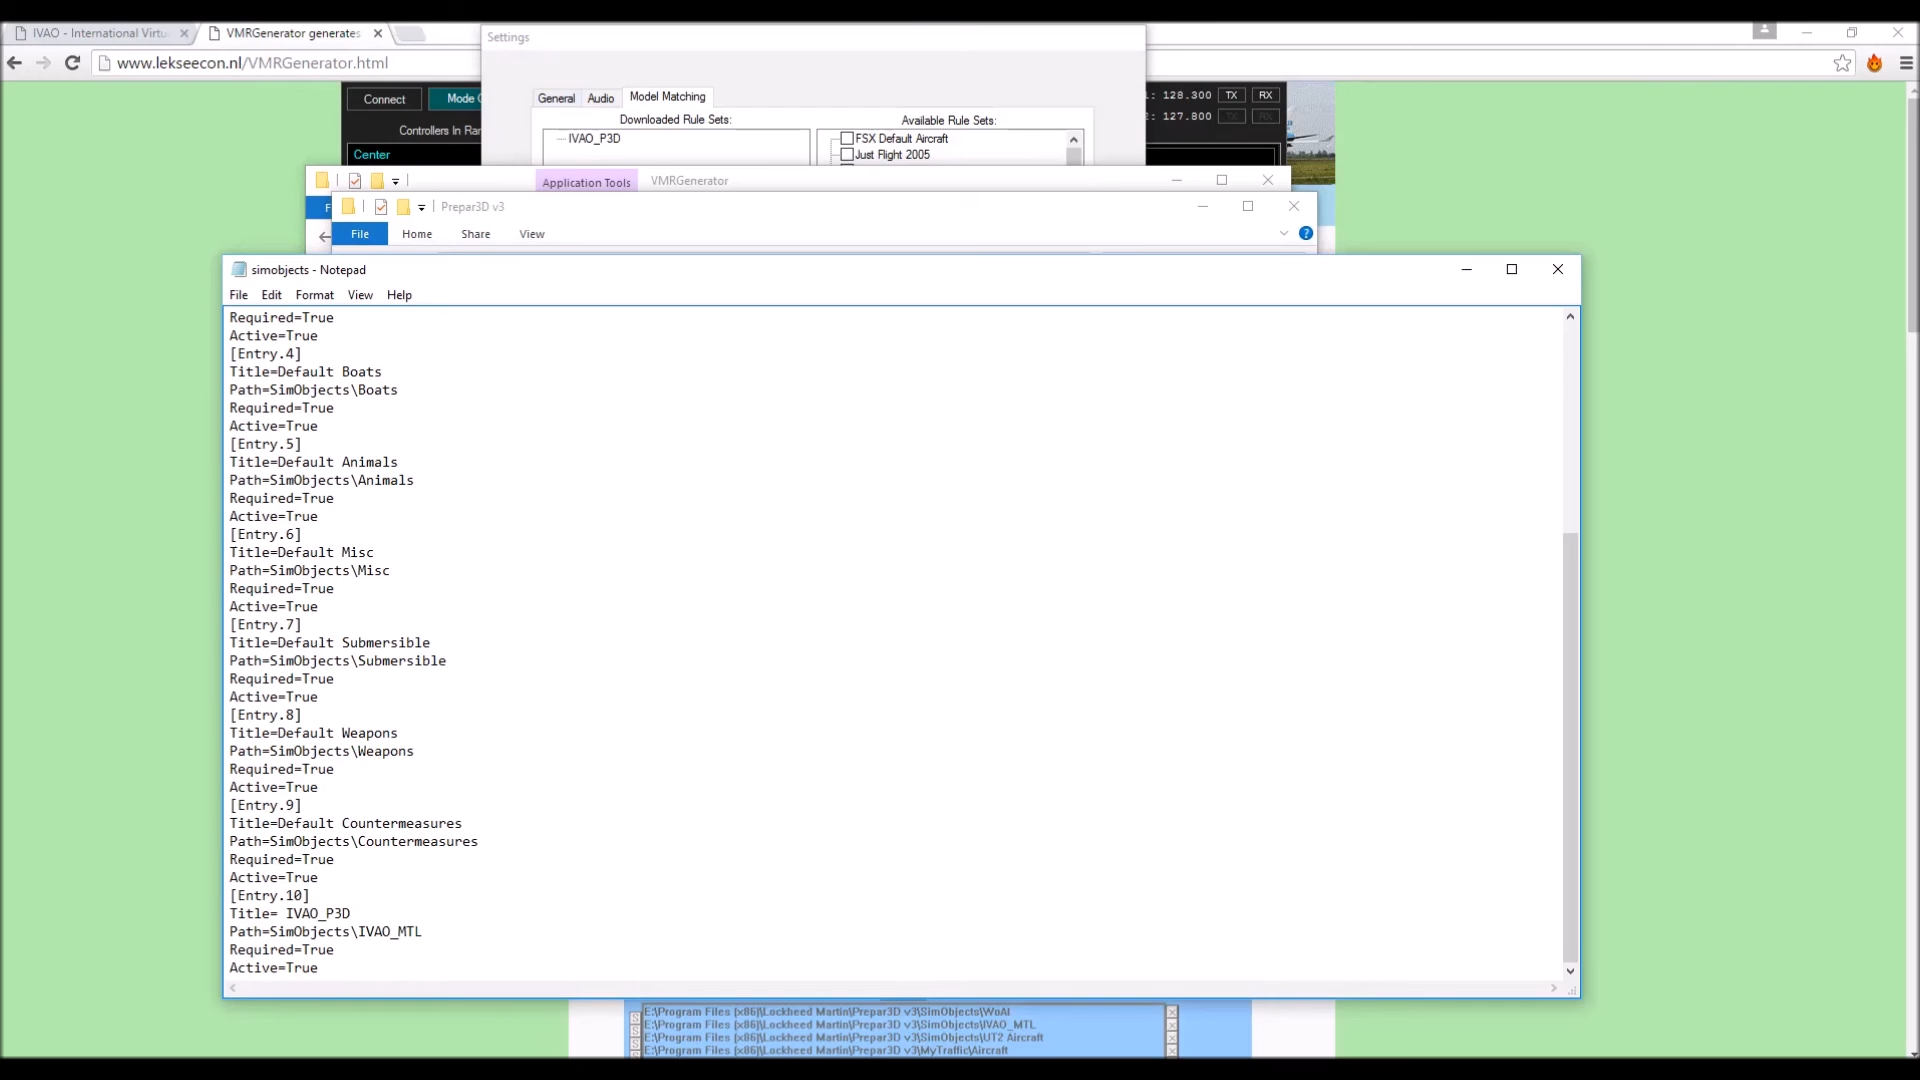 IVAO - International Virtu
VMRGenerator generates
www.lekseecon.nl/VMRGenerator.html
Settings
Connect
Mode C
Controllers In Ran
Center
General
Audio
Model Matching
Downloaded Rule Sets:
Available Rule Sets:
IVAO_P3D
FSX Default Aircraft
Just Flight 2005
: 128.300 TX RX
: 127.800 TX RX
Application Tools
VMRGenerator
F
Prepar3D v3
File Home Share View
simobjects - Notepad
File Edit Format View Help
Required=True
Active=True
[Entry.4]
Title=Default Boats
Path=SimObjects\Boats
Required=True
Active=True
[Entry.5]
Title=Default Animals
Path=SimObjects\Animals
Required=True
Active=True
[Entry.6]
Title=Default Misc
Path=SimObjects\Misc
Required=True
Active=True
[Entry.7]
Title=Default Submersible
Path=SimObjects\Submersible
Required=True
Active=True
[Entry.8]
Title=Default Weapons
Path=SimObjects\Weapons
Required=True
Active=True
[Entry.9]
Title=Default Countermeasures
Path=SimObjects\Countermeasures
Required=True
Active=True
[Entry.10]
Title= IVAO_P3D
Path=SimObjects\IVAO_MTL
Required=True
Active=True
E:\Program Files (x86)\Lockheed Martin\Prepar3D v3\SimObjects\WoAI
E:\Program Files (x86)\Lockheed Martin\Prepar3D v3\SimObjects\IVAO_MTL
E:\Program Files (x86)\Lockheed Martin\Prepar3D v3\SimObjects\UT2 Aircraft
E:\Program Files (x86)\Lockheed Martin\Prepar3D v3\MyTraffic\Aircraft